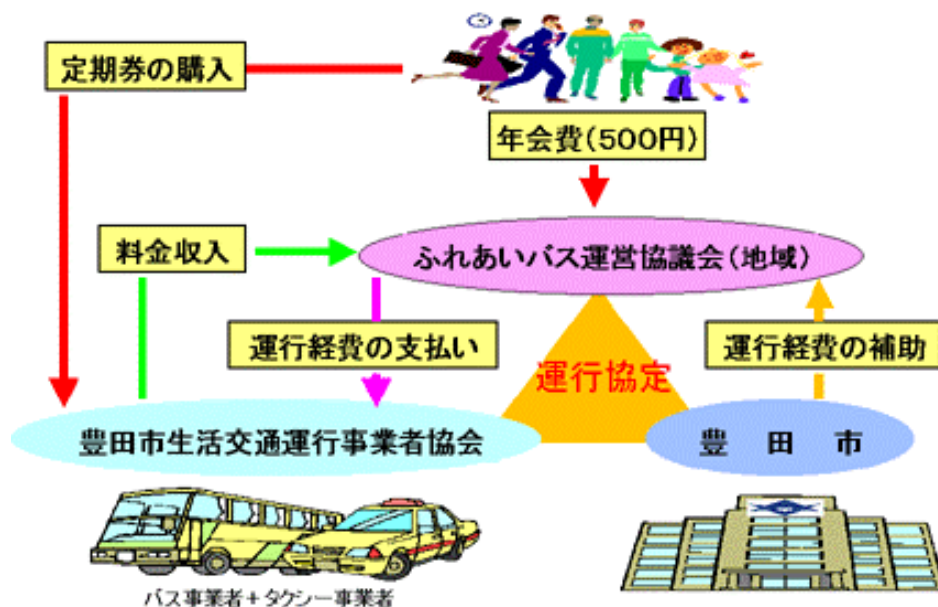 定期券の購入
年会費(500円)
料金収入
ふれあいバス運営協議会(地域)
運行経費の支払い
運行協定
運行経費の補助
豊田市生活交通運行事業者協会
豊 田 市
バス事業者+タクシー事業者